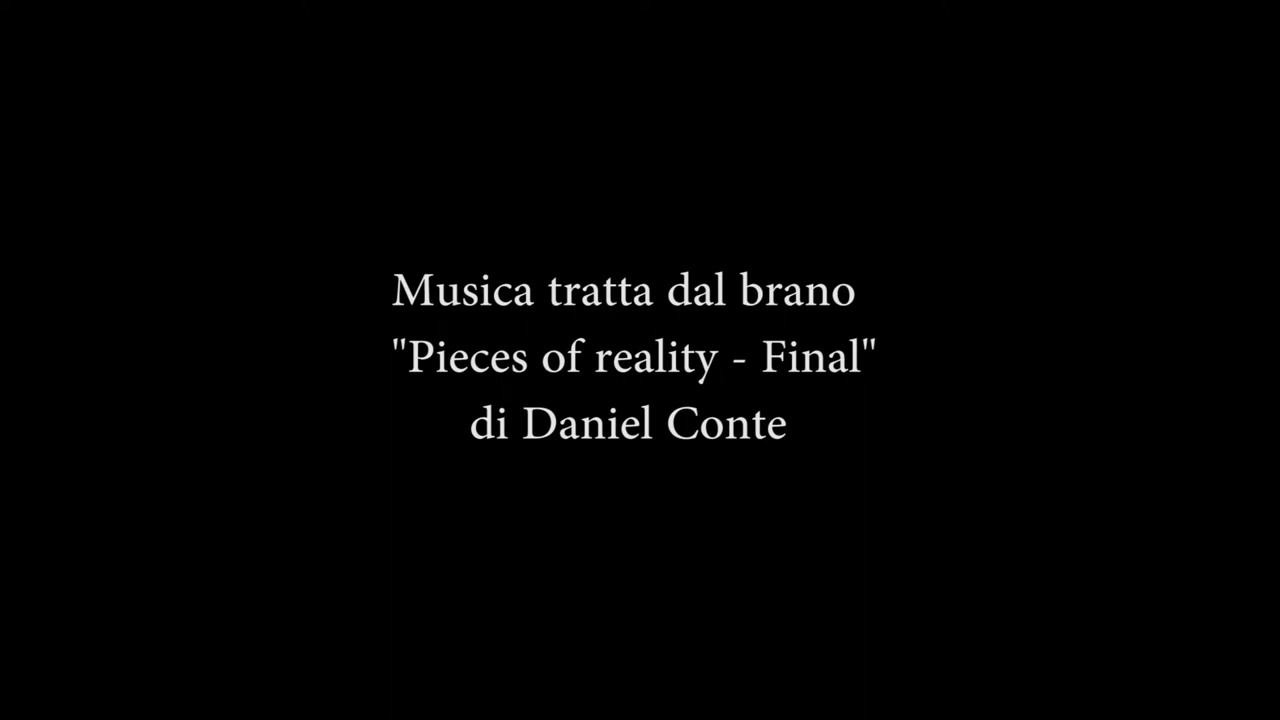 Musica tratta dal brano
"Pieces of reality - Final"
di Daniel Conte